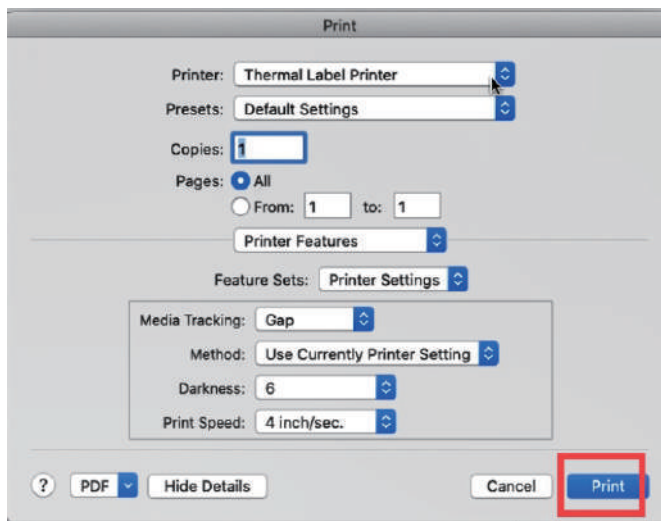 Print
Printer: Thermal Label Printer
Presets: Default Settings
Copies: 1
Pages: All
From: 1 to: 1
Printer Features
Feature Sets: Printer Settings
Media Tracking: Gap
Method: Use Currently Printer Setting
Darkness: 6
Print Speed: 4 inch/sec.
? PDF Hide Details Cancel Print